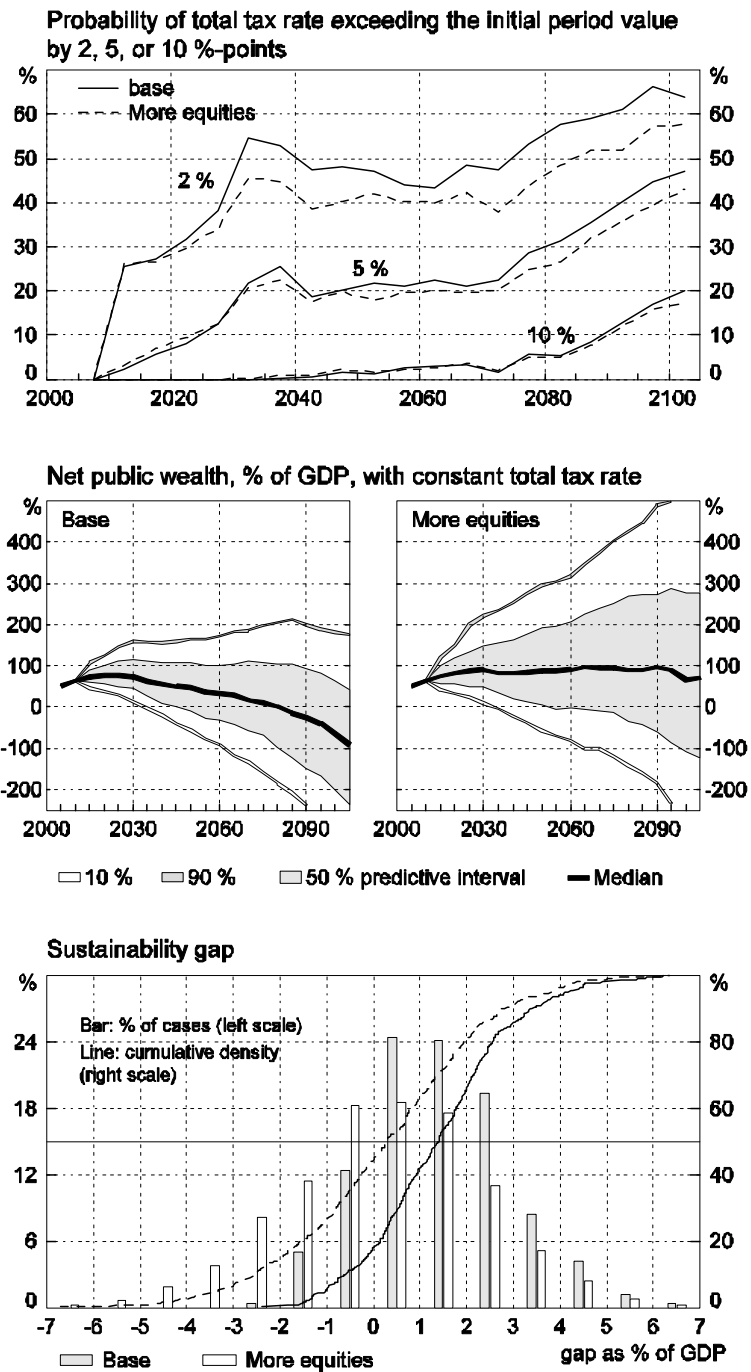 Probability of total tax rate exceeding the initial period value
by 2, 5, or 10 %-points
% %
base
More equities
60 60
50 50
2 %
40 40
30 30
5 %
20 20
10 % 
10 10
0 0
2000 2020 2040 2060 2080 2100
Net public wealth, % of GDP, with constant total tax rate
% %
Base More equities
400 400
300 300
200 200
100 100
0 0
-100 -100
-200 -200
2000 2030 2060 2090 2000 2030 2060 2090
10 % 90 % 50 % predictive interval Median
Sustainability gap
% %
Bar: % of cases (left scale)
Line: cumulative density
(right scale)
24 80
18 60
12 40
6 20
0 0
-7 -6 -5 -4 -3 -2 -1 0 1 2 3 4 5 6 7
Base More equities gap as % of GDP